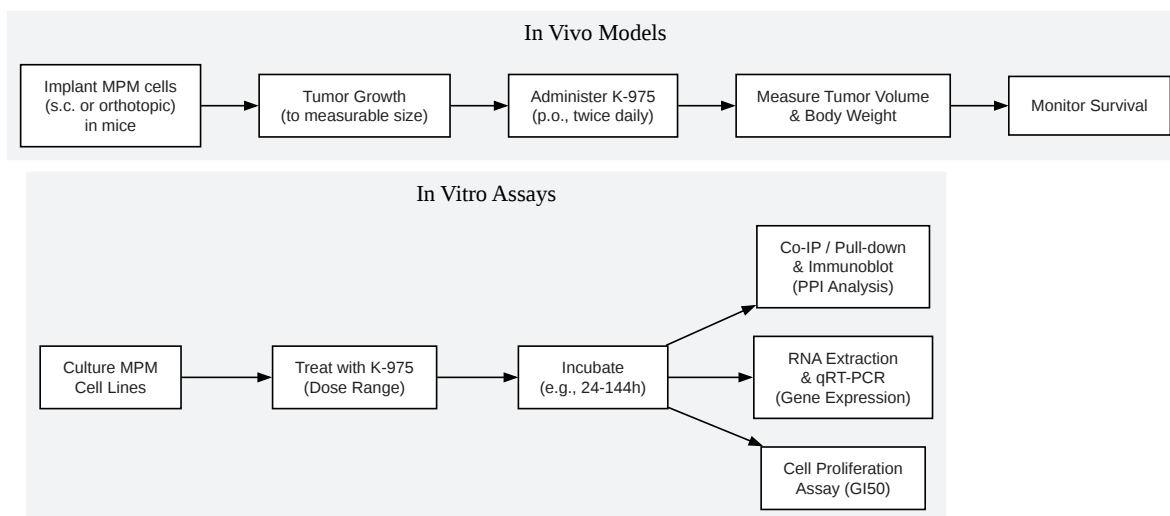 In Vivo Models
Implant MPM cells
(s.c. or orthotopic)
in mice
Tumor Growth
(to measurable size)
Administer K-975
(p.o., twice daily)
Measure Tumor Volume
& Body Weight
Monitor Survival
In Vitro Assays
Culture MPM
Cell Lines
Treat with K-975
(Dose Range)
Incubate
(e.g., 24-144h)
Co-IP / Pull-down
& Immunoblot
(PPI Analysis)
RNA Extraction
& qRT-PCR
(Gene Expression)
Cell Proliferation
Assay (GI50)